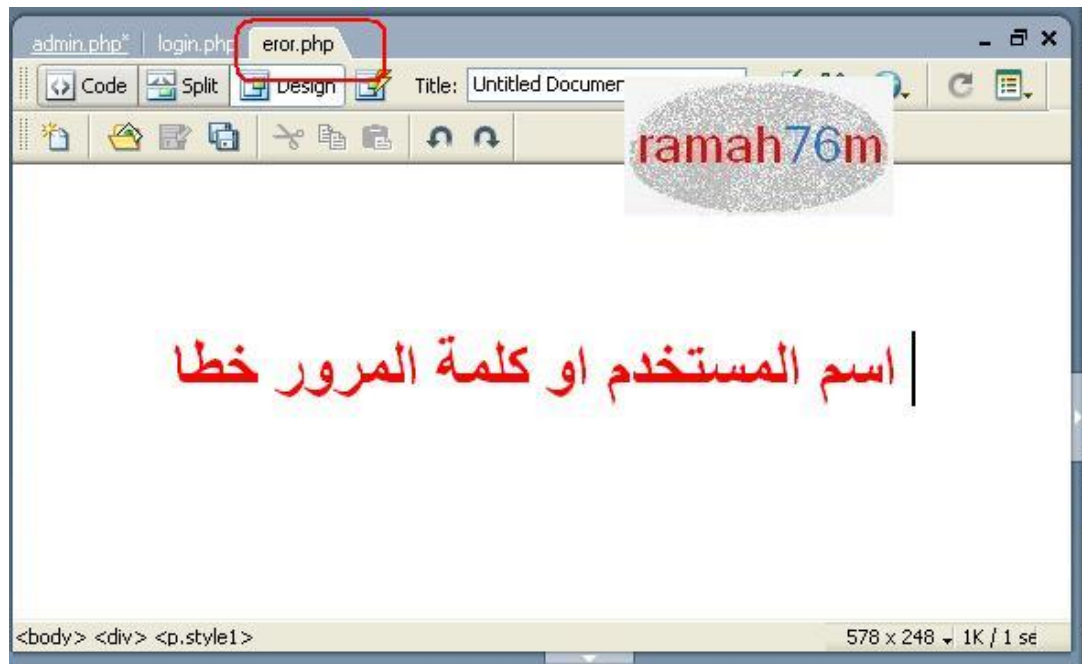 admin.php* login.php eror.php
Code Split Design Title: Untitled Documen
ramah76m
اسم المستخدم او كلمة المرور خطا
<body> <div> <p.style1> 578 x 248 1K / 1 se